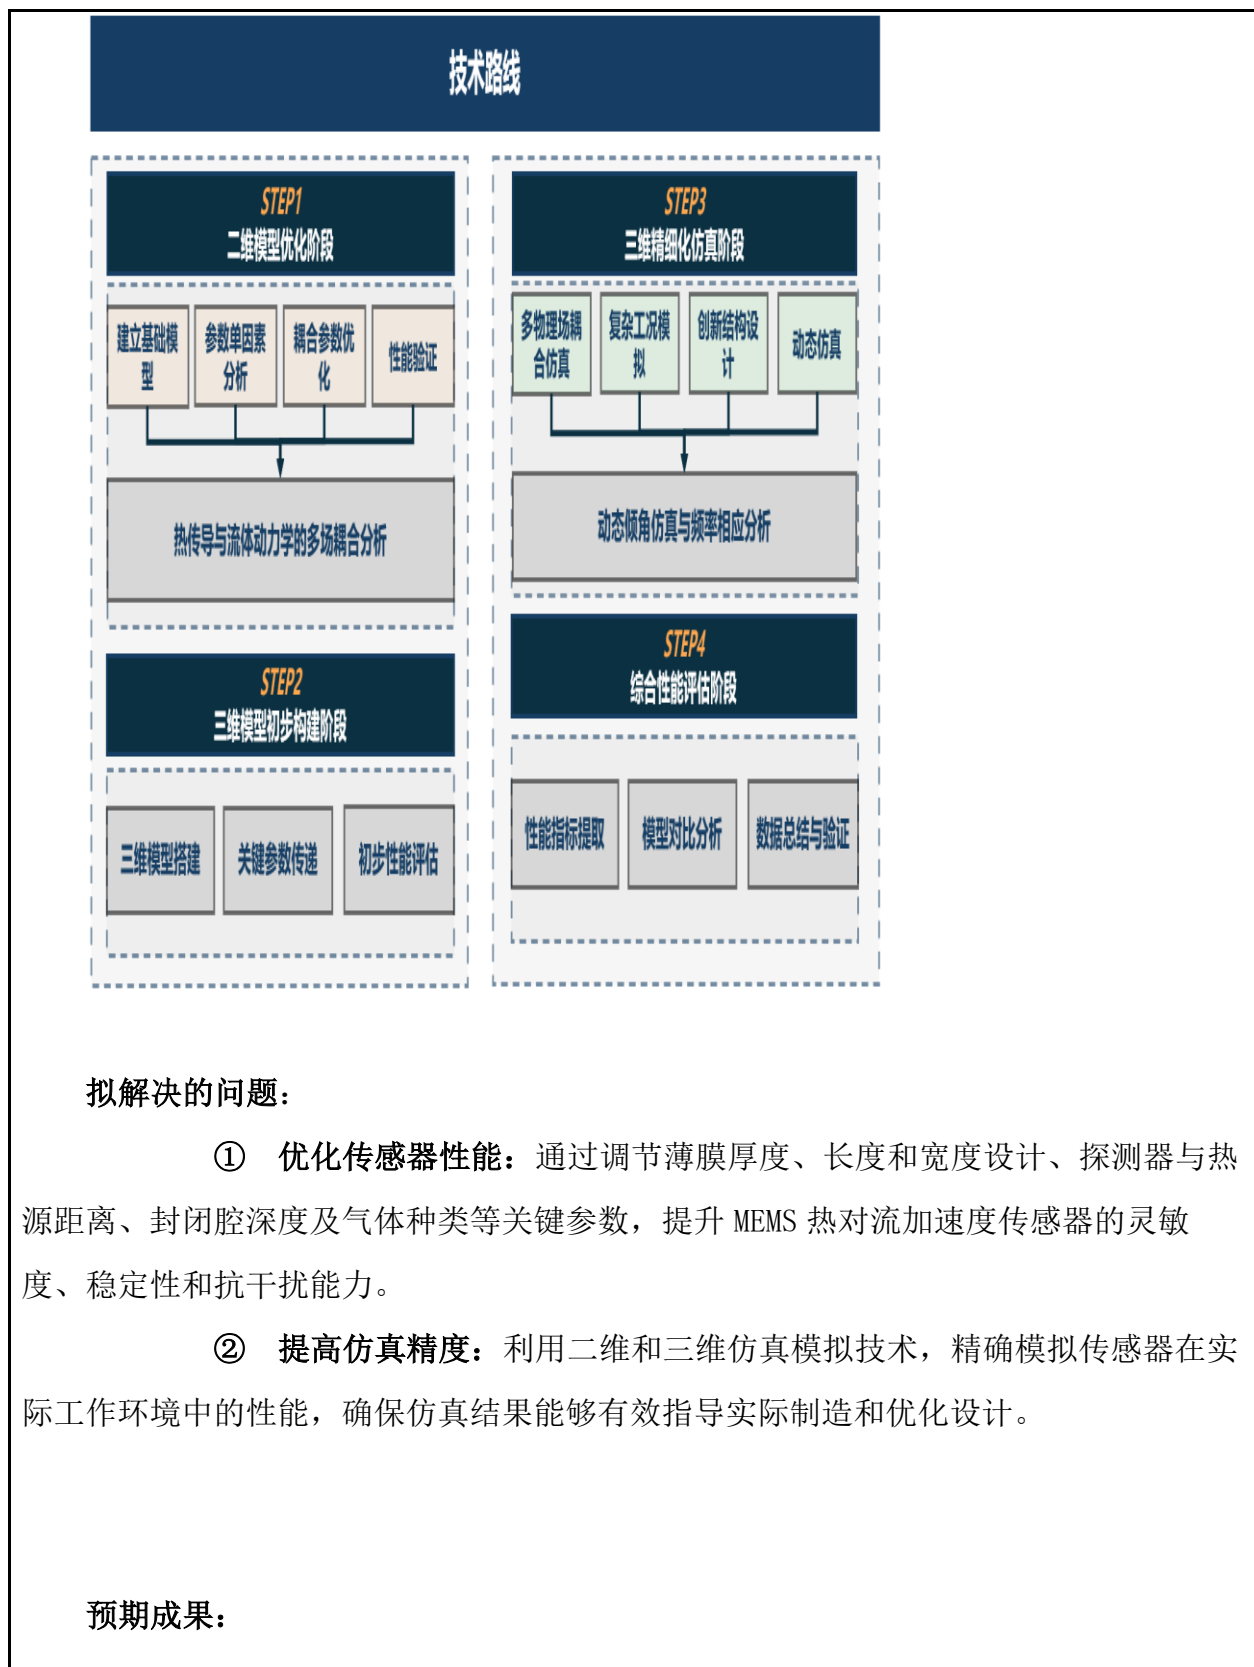 技术路线
STEP1
二维模型优化阶段
建立基础模
型
参数单因素
分析
耦合参数优
化
性能验证
热传导与流体动力学的多场耦合分析
STEP2
三维模型初步构建阶段
三维模型搭建
关键参数传递
初步性能评估
STEP3
三维精细化仿真阶段
多物理场耦
合仿真
复杂工况模
拟
创新结构设
计
动态仿真
动态倾角仿真与频率相应分析
STEP4
综合性能评估阶段
性能指标提取
模型对比分析
数据总结与验证
拟解决的问题:
① 优化传感器性能：通过调节薄膜厚度、长度和宽度设计、探测器与热
源距离、封闭腔深度及气体种类等关键参数，提升 MEMS 热对流加速度传感器的灵敏
度、稳定性和抗干扰能力。
② 提高仿真精度：利用二维和三维仿真模拟技术，精确模拟传感器在实
际工作环境中的性能，确保仿真结果能够有效指导实际制造和优化设计。
预期成果：